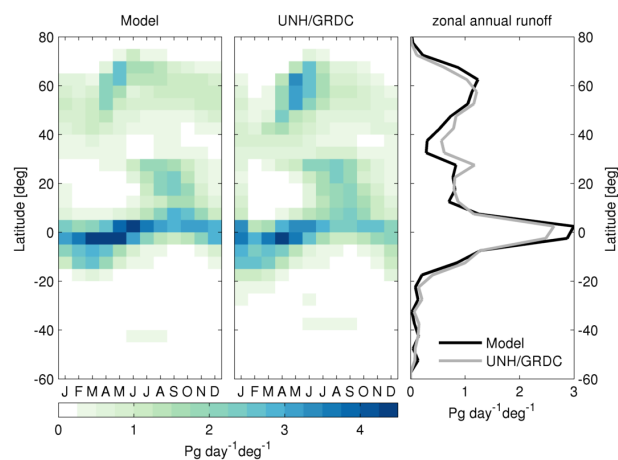 Model UNH/GRDC zonal annual runoff
80 80
60 60
40 40
20 20
0 0
-20 -20
-40 -40
-60 -60
Latitude [deg]
Latitude [deg]
J F M A M J J A S O N D
J F M A M J J A S O N D
0 1 2 3 4
Pg day⁻¹deg⁻¹
Model
UNH/GRDC
0 1 2 3
Pg day⁻¹deg⁻¹